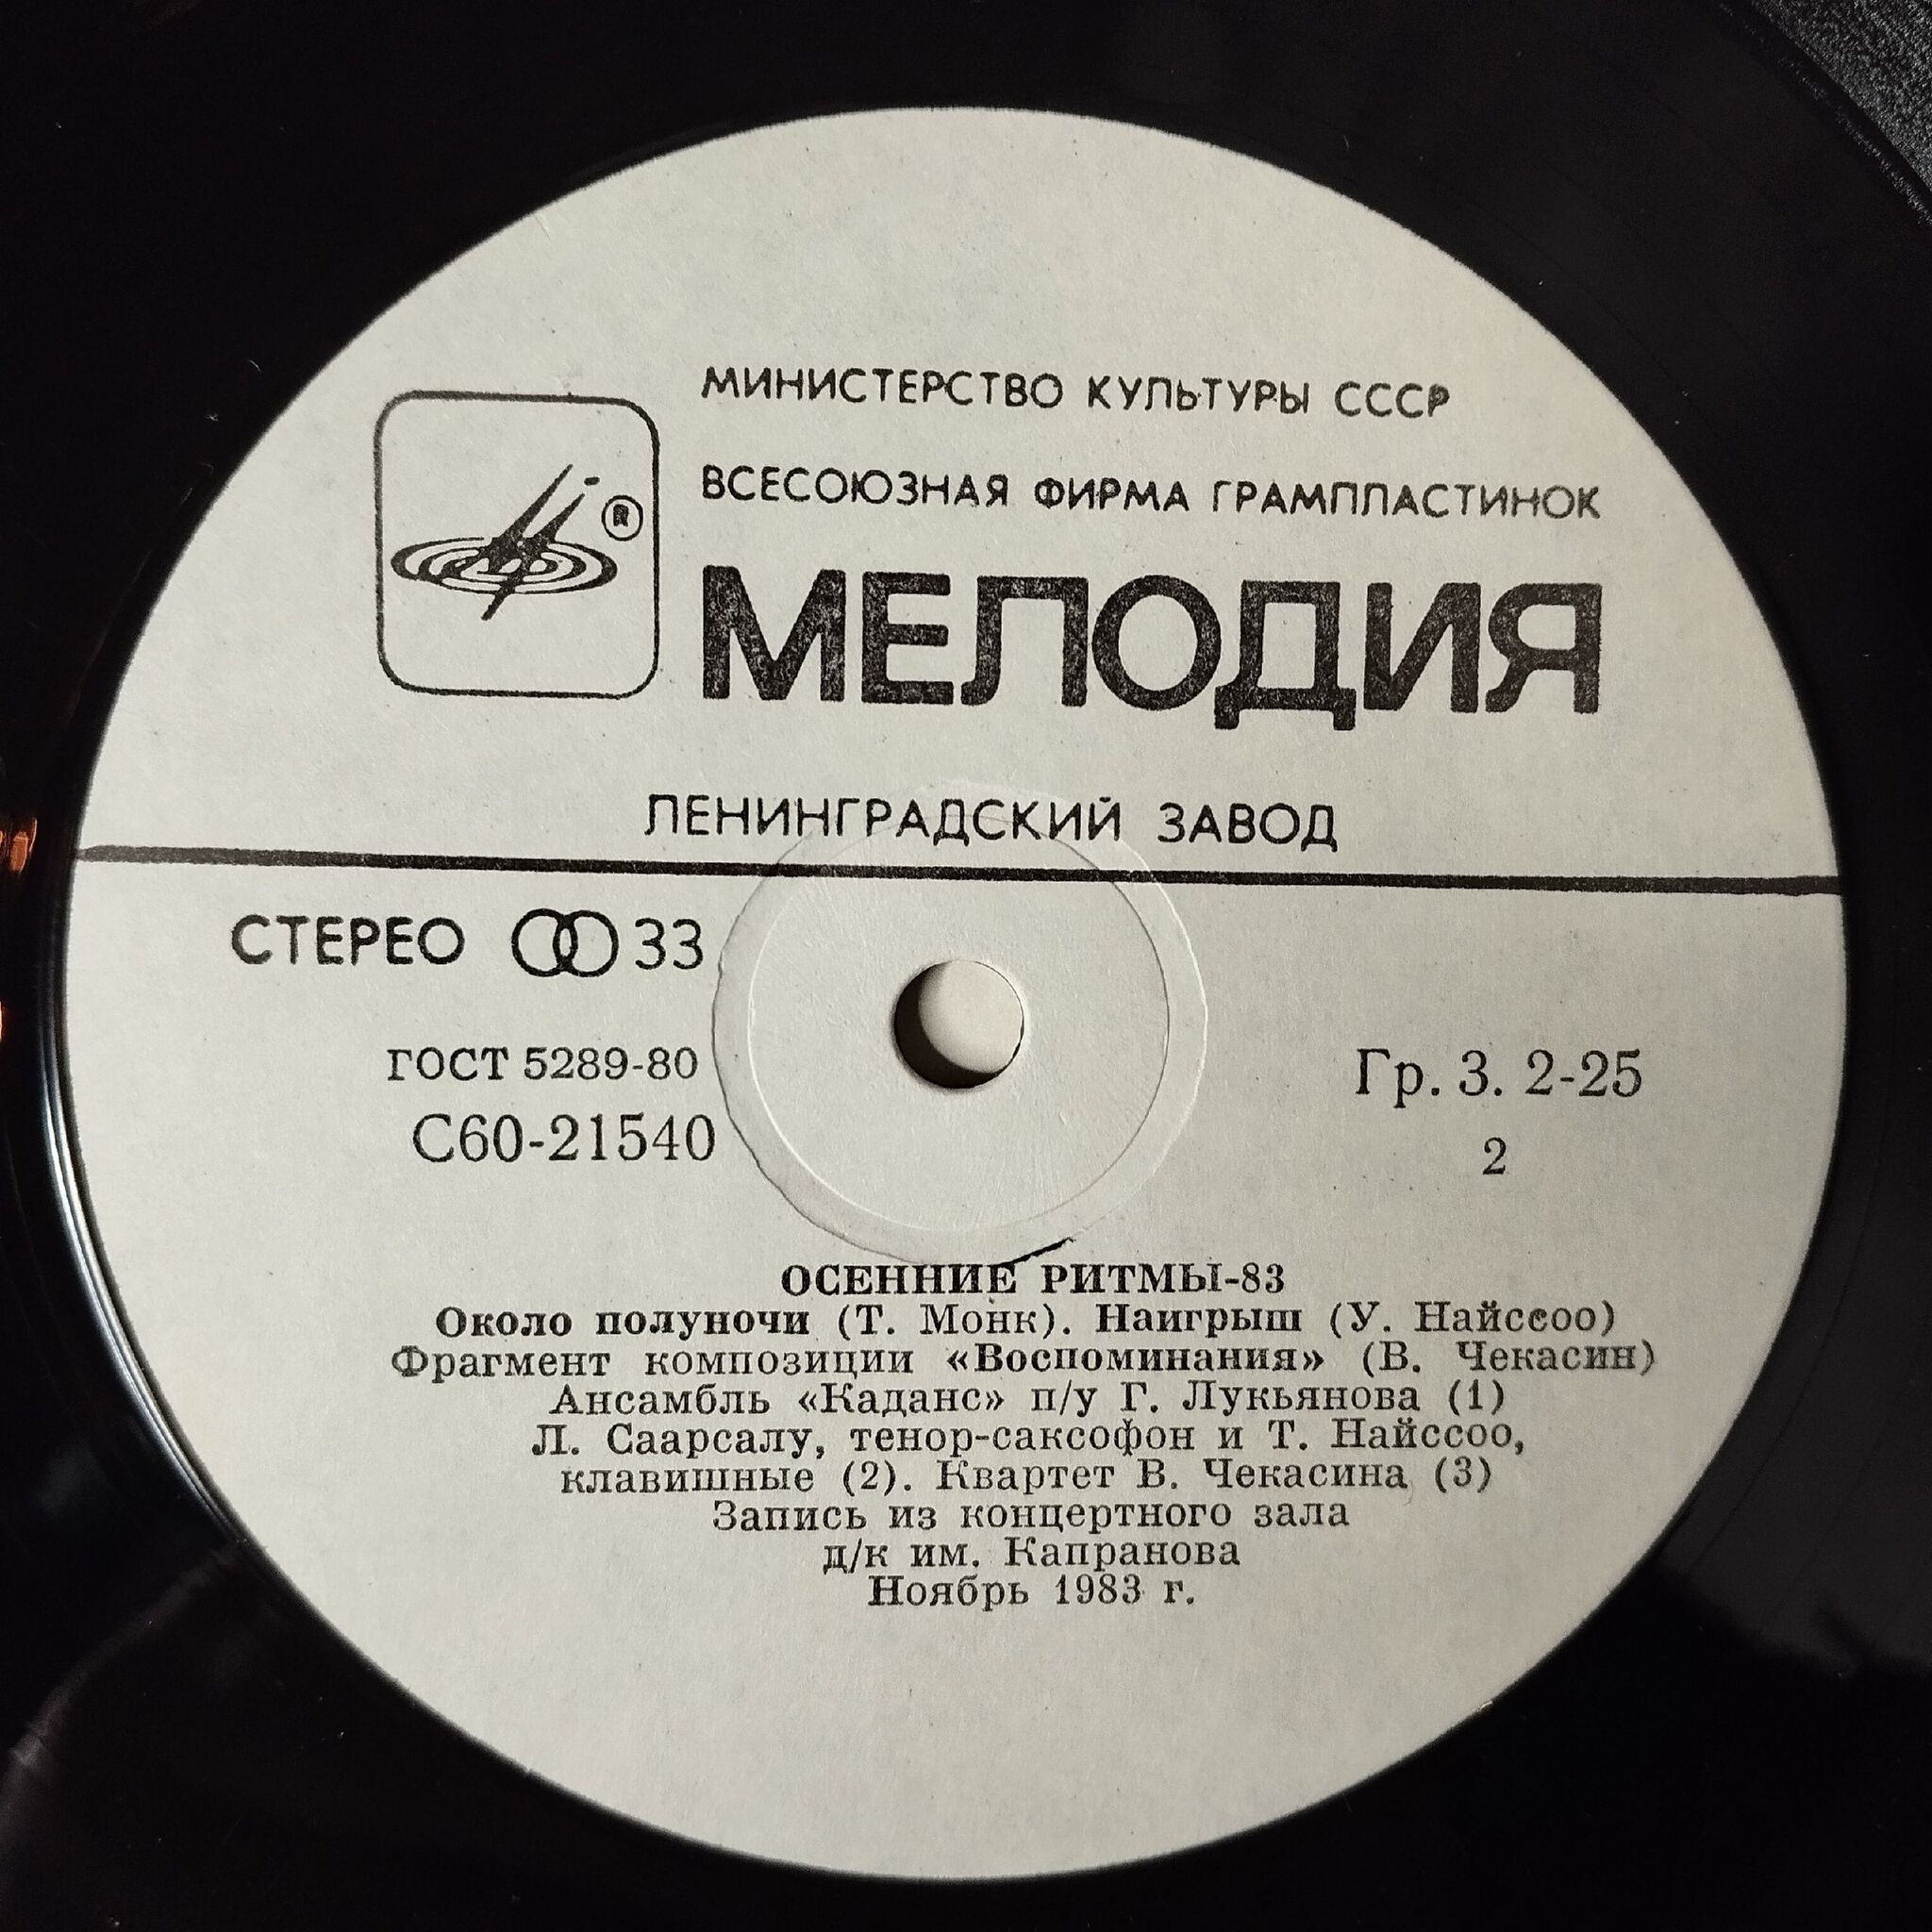 МИНИСТЕРСТВО КУЛЬТУРЫ СССР
ВСЕСОЮЗНАЯ ФИРМА ГРАМПЛАСТИНОК
®
МЕЛОДИЯ
ЛЕНИНГРАДСКИЙ ЗАВОД
СТЕРЕО 33
ГОСТ 5289-80
Гр. 3. 2-25
С60-21540
2
ОСЕННИЕ РИТМЫ-83
Около полуночи (Т. Монк). Наигрыш (У. Найссоо)
Фрагмент композиции «Воспоминания» (В. Чекасин)
Ансамбль «Каданс» п/у Г. Лукьянова (1)
Л. Саарсалу, тенор-саксофон и Т. Найссоо,
клавишные (2). Квартет В. Чекасина (3)
Запись из концертного зала
д/к им. Капранова
Ноябрь 1983 г.